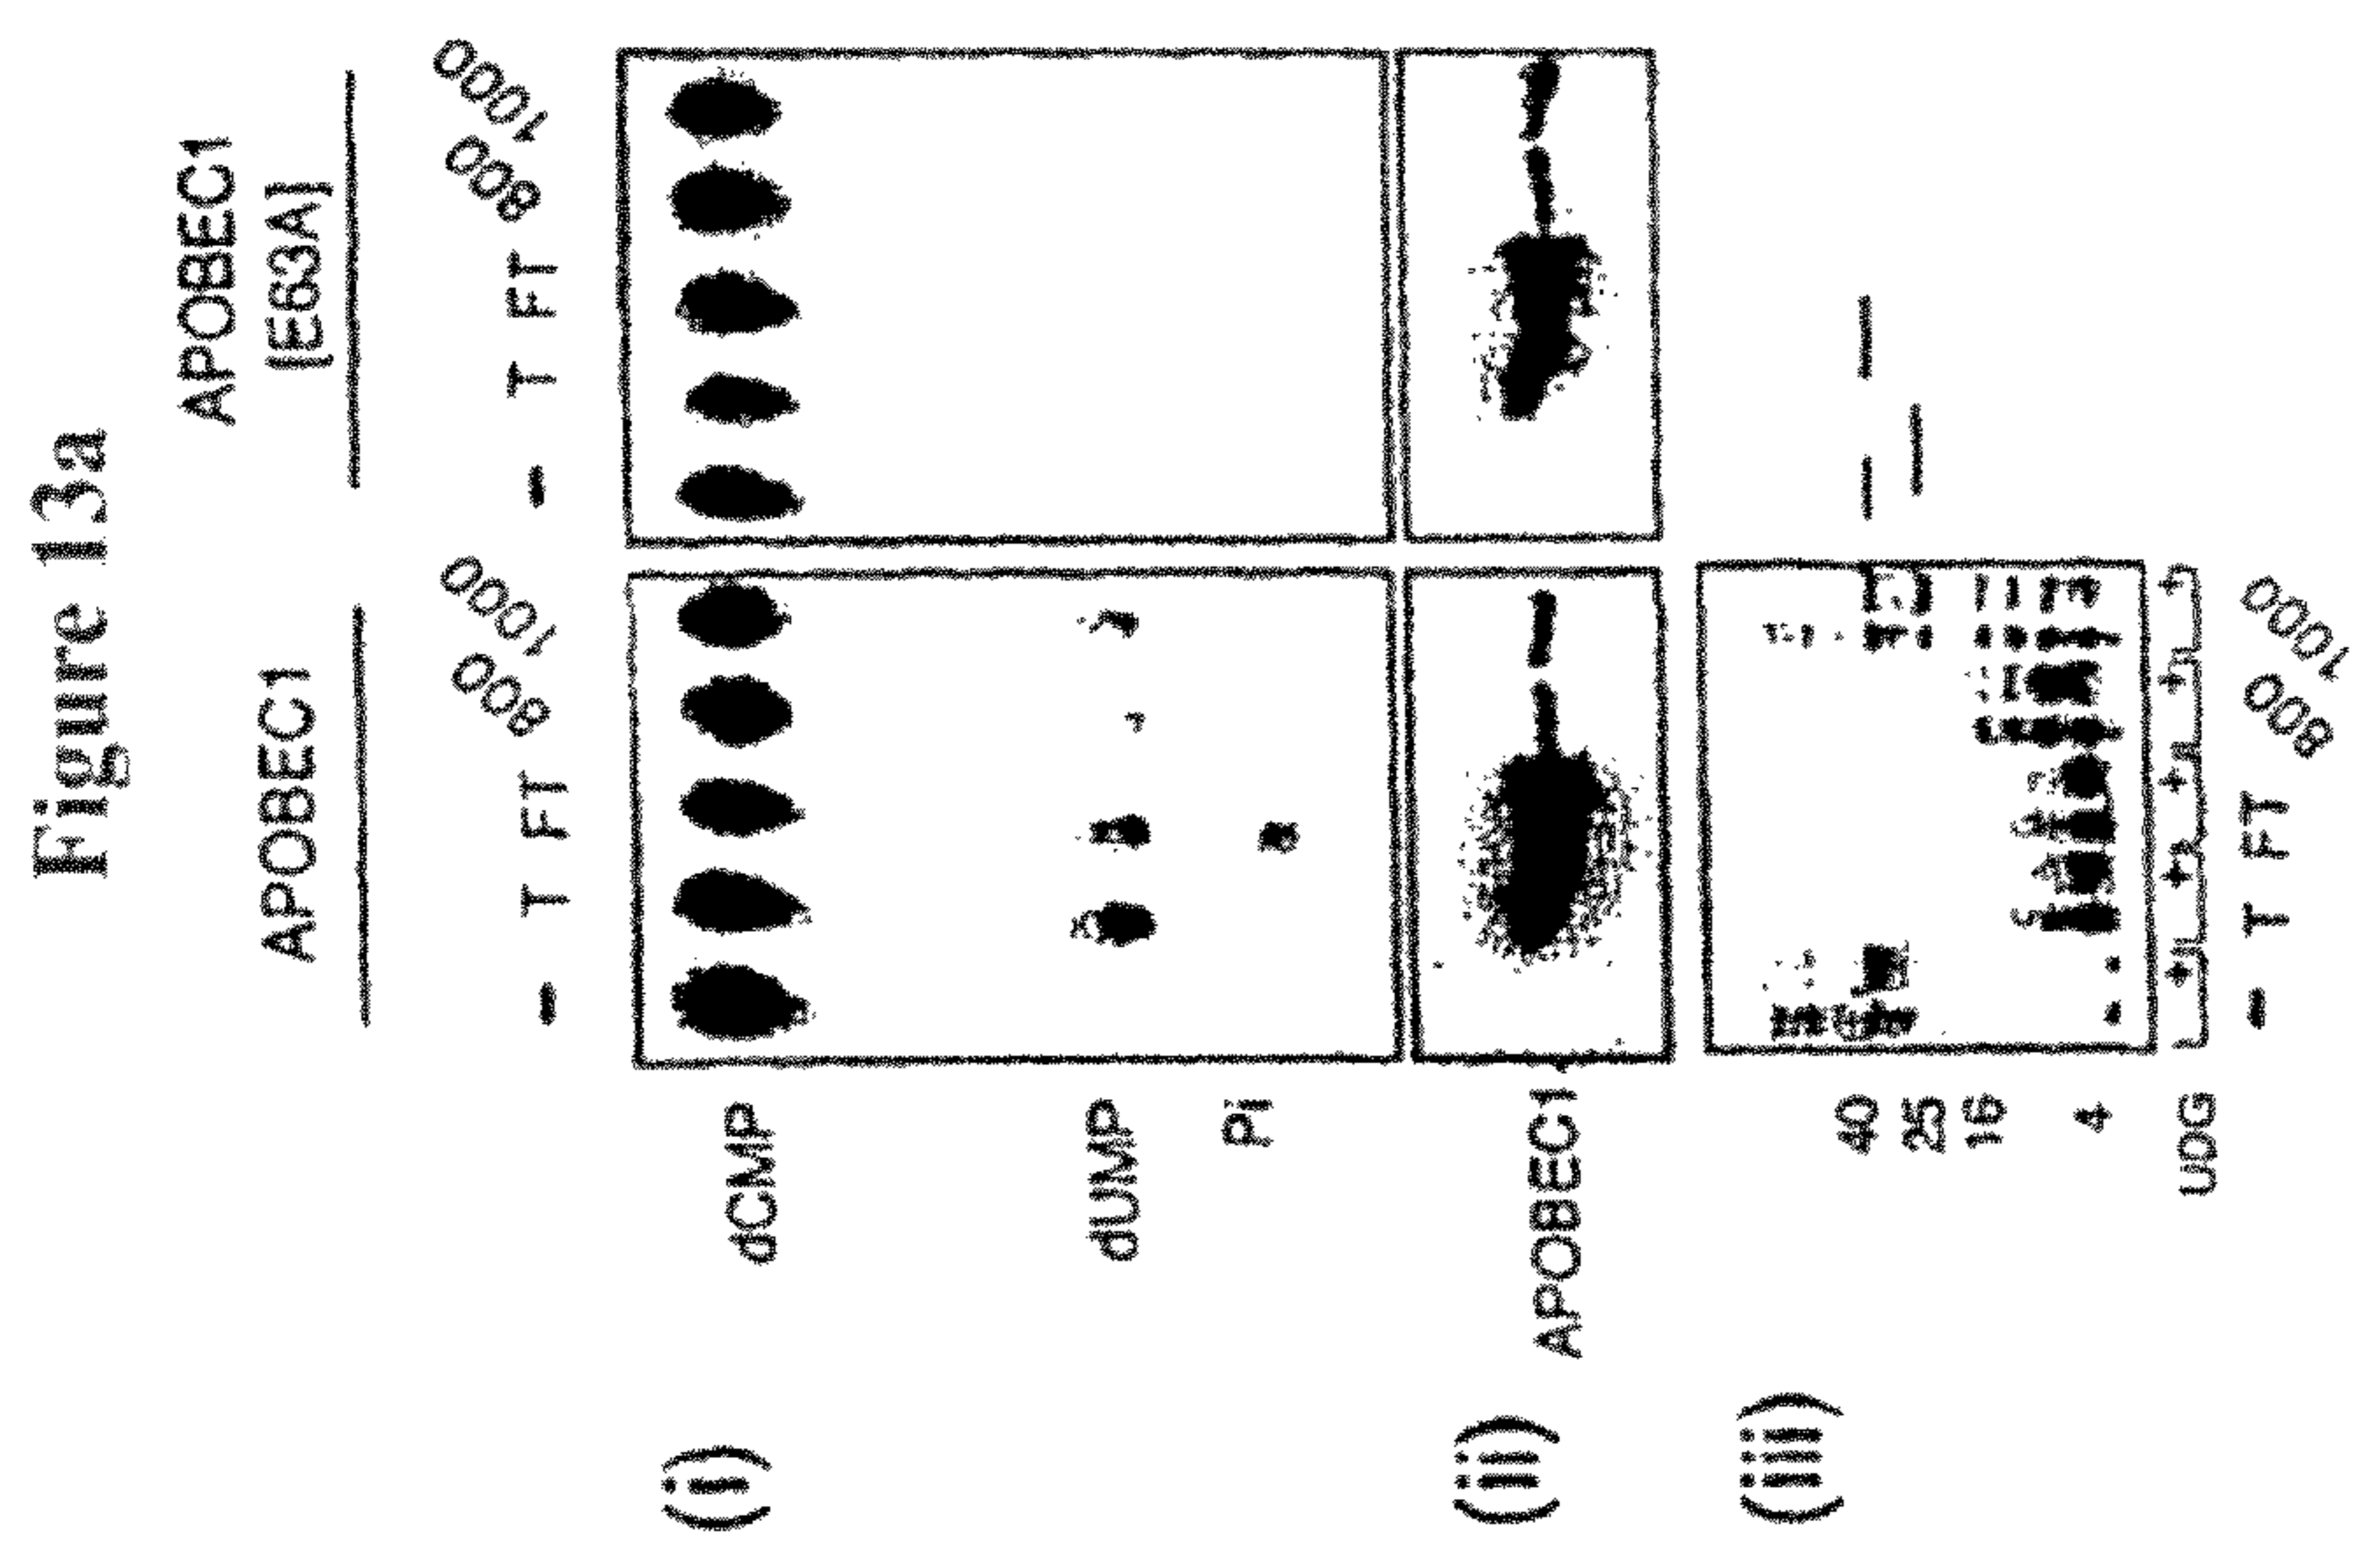 Figure 13a
APOBEC1
APOBEC1
[E63A]
– T FT 800 1000
– T FT 800 1000
(i)
dCMP
dUMP
Pi
(ii)
APOBEC1
(iii)
40
25
16
4
UDG
+ + + + +
– T FT 800 1000